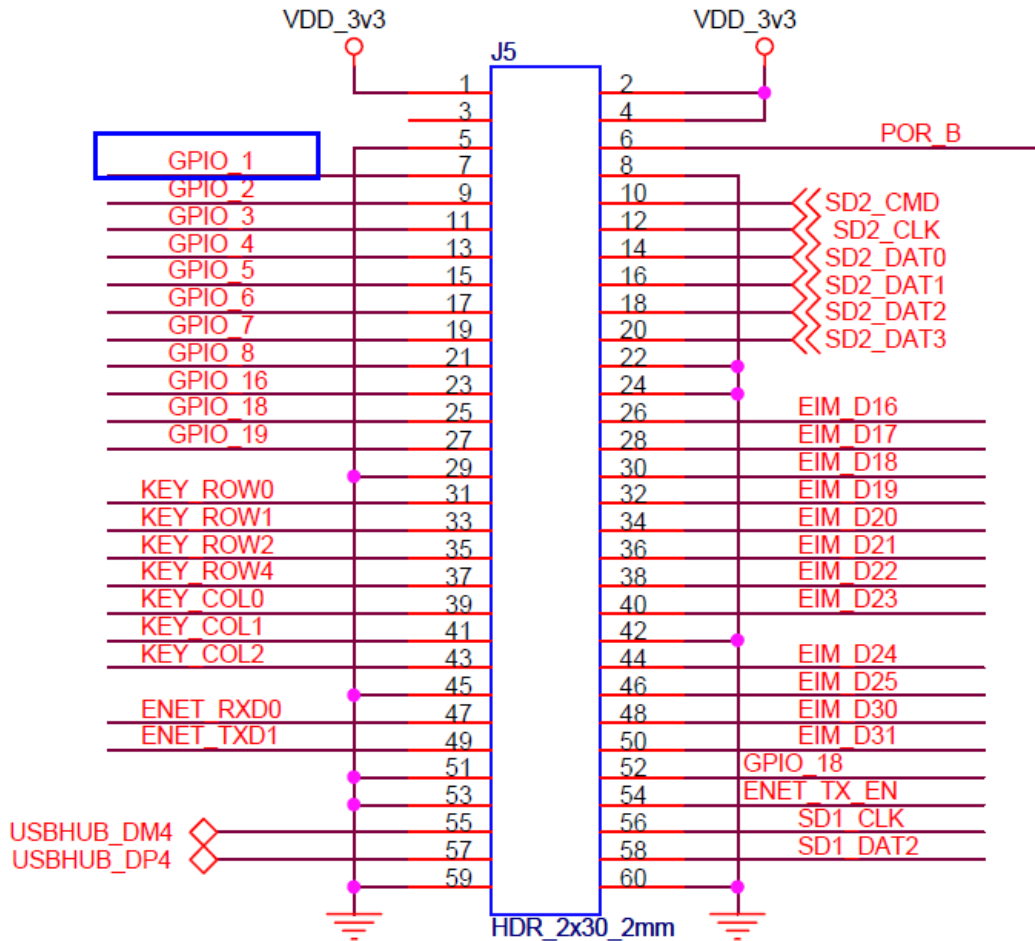 VDD_3v3 VDD_3v3
J5
1 2
3 4
5 6 POR_B
GPIO_1 7 8
GPIO_2 9 10 SD2_CMD
GPIO_3 11 12 SD2_CLK
GPIO_4 13 14 SD2_DAT0
GPIO_5 15 16 SD2_DAT1
GPIO_6 17 18 SD2_DAT2
GPIO_7 19 20 SD2_DAT3
GPIO_8 21 22
GPIO_16 23 24
GPIO_18 25 26 EIM_D16
GPIO_19 27 28 EIM_D17
29 30 EIM_D18
KEY_ROW0 31 32 EIM_D19
KEY_ROW1 33 34 EIM_D20
KEY_ROW2 35 36 EIM_D21
KEY_ROW4 37 38 EIM_D22
KEY_COL0 39 40 EIM_D23
KEY_COL1 41 42
KEY_COL2 43 44 EIM_D24
45 46 EIM_D25
ENET_RXD0 47 48 EIM_D30
ENET_TXD1 49 50 EIM_D31
51 52 GPIO_18
53 54 ENET_TX_EN
USBHUB_DM4 55 56 SD1_CLK
USBHUB_DP4 57 58 SD1_DAT2
59 60
HDR_2x30_2mm